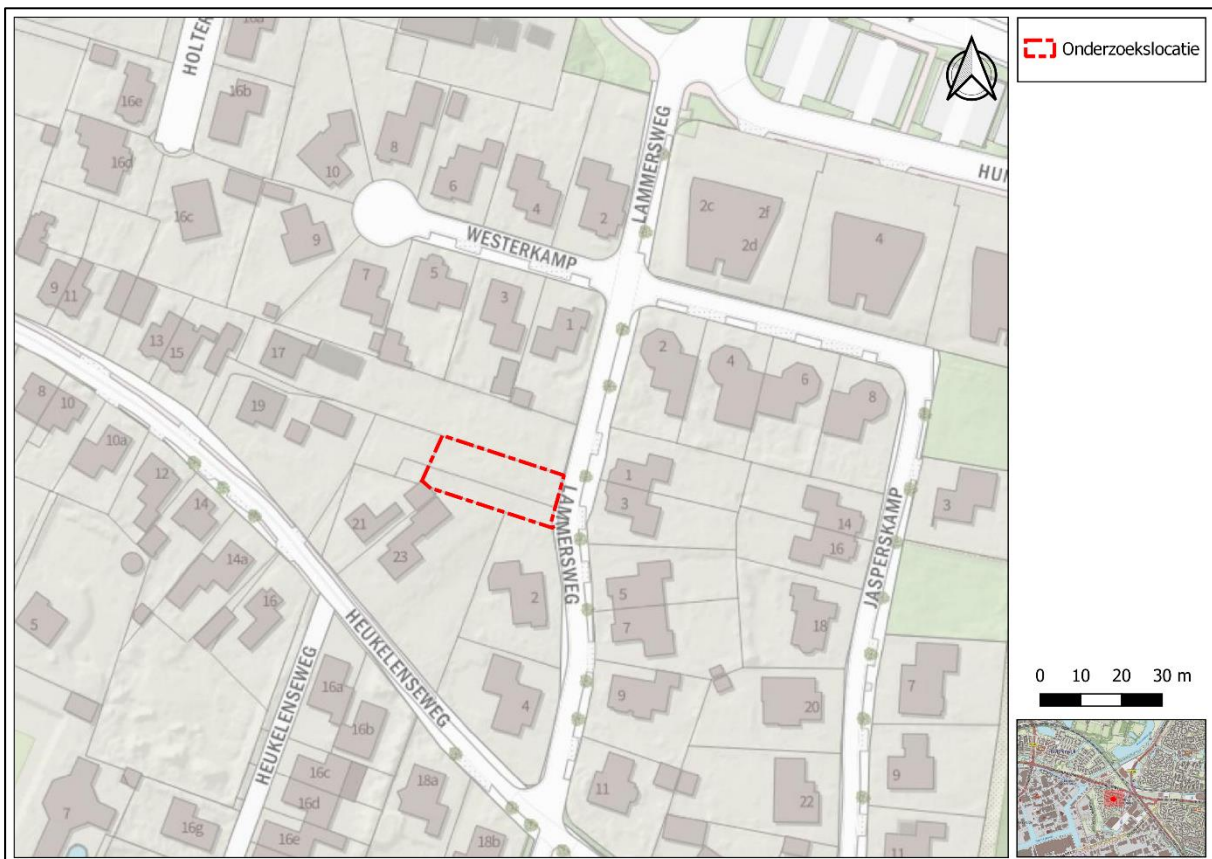 Onderzoekslocatie
HOLTER
16a
16e
16b
16d
10
8
6
4
2
16c
9
WESTERKAMP
LAMMERSWEG
2c
2f
2d
4
HUN
7
5
3
1
9
11
13
15
17
19
2
4
6
8
8
10
10a
12
14
14a
16
5
21
23
LAMMERSWEG
1
3
14
16
3
JASPERSKAMP
2
5
7
18
HEUKELENSEWEG
HEUKELENSEWEG
16a
16b
4
9
20
7
16c
16d
18a
11
22
9
7
16g
16e
18b
11
0 10 20 30 m